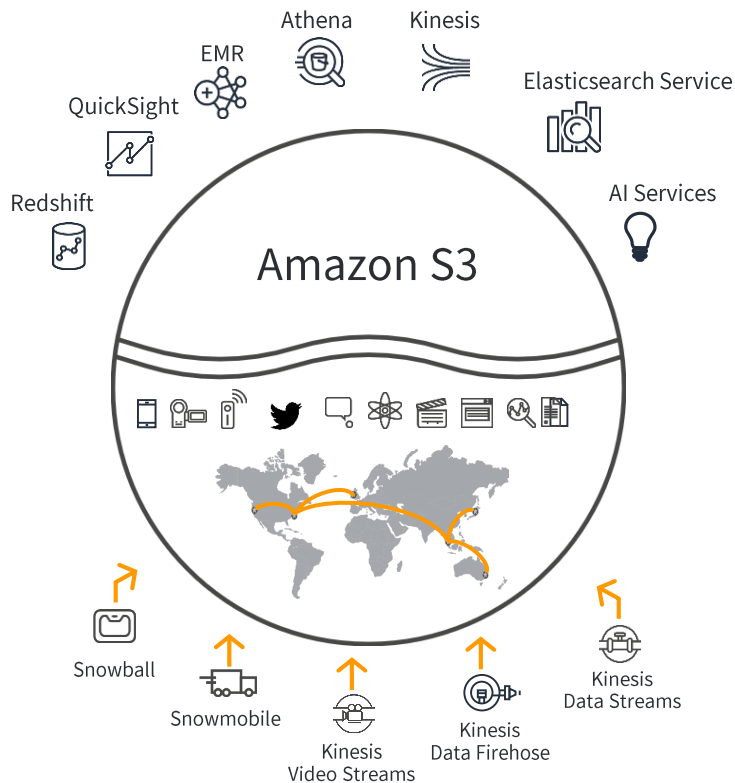 Athena
Kinesis
EMR
Elasticsearch Service
QuickSight
AI Services
Redshift
Amazon S3
Snowball
Snowmobile
Kinesis
Video Streams
Kinesis
Data Firehose
Kinesis
Data Streams